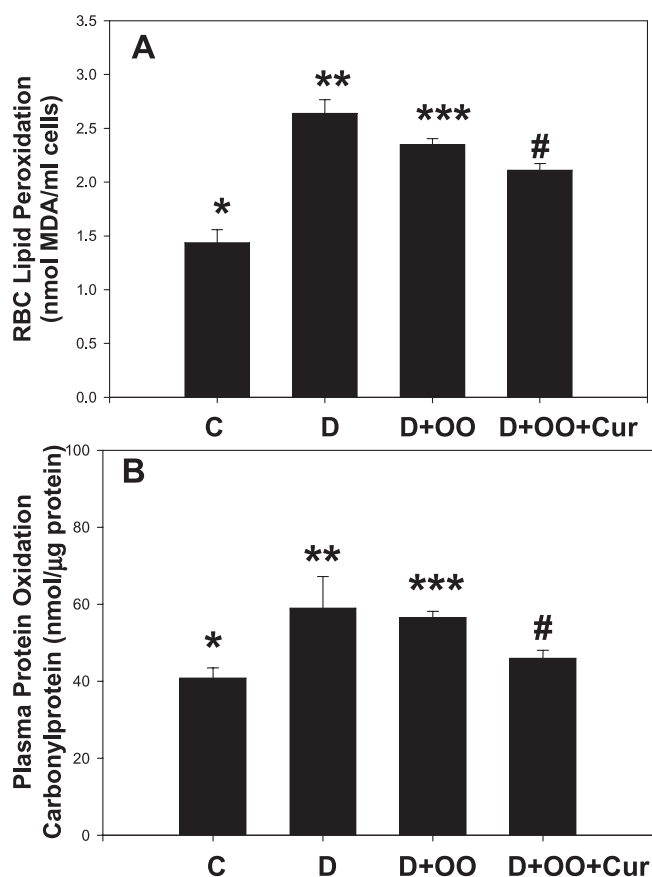 A
RBC Lipid Peroxidation
(nmol MDA/ml cells)
3.5
3.0
2.5
2.0
1.5
1.0
0.5
0.0
*
**
***
#
C D D+OO D+OO+Cur
B
Plasma Protein Oxidation
Carbonylprotein (nmol/μg protein)
100
80
60
40
20
0
*
**
***
#
C D D+OO D+OO+Cur